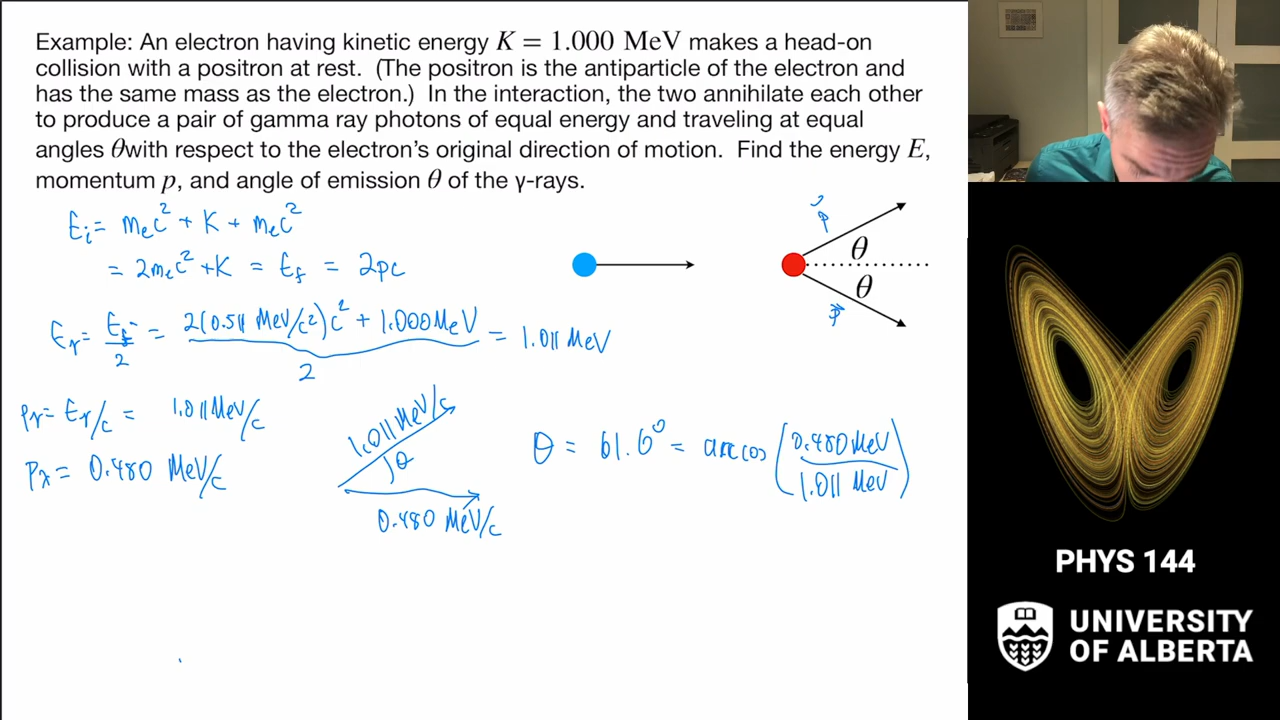 Example: An electron having kinetic energy K = 1.000 MeV makes a head-on
collision with a positron at rest. (The positron is the antiparticle of the electron and
has the same mass as the electron.) In the interaction, the two annihilate each other
to produce a pair of gamma ray photons of equal energy and traveling at equal
angles θwith respect to the electron's original direction of motion. Find the energy E,
momentum p, and angle of emission θ of the γ-rays.
E_i = m_e c² + K + m_e c²
= 2m_e c² + K = E_f = 2pc
E_γ = E_f/2 = (2(0.511 MeV/c²)c² + 1.000 MeV)/2 = 1.011 MeV
p_γ = E_γ/c = 1.011 MeV/c
p_x = 0.480 MeV/c
1.011 MeV/c
θ
0.480 MeV/c
θ = 61.6° = arccos(0.480 MeV/1.011 MeV)
p⃗
θ
θ
p⃗
PHYS 144
UNIVERSITY
OF ALBERTA